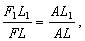 F₁L₁/FL = AL₁/AL,